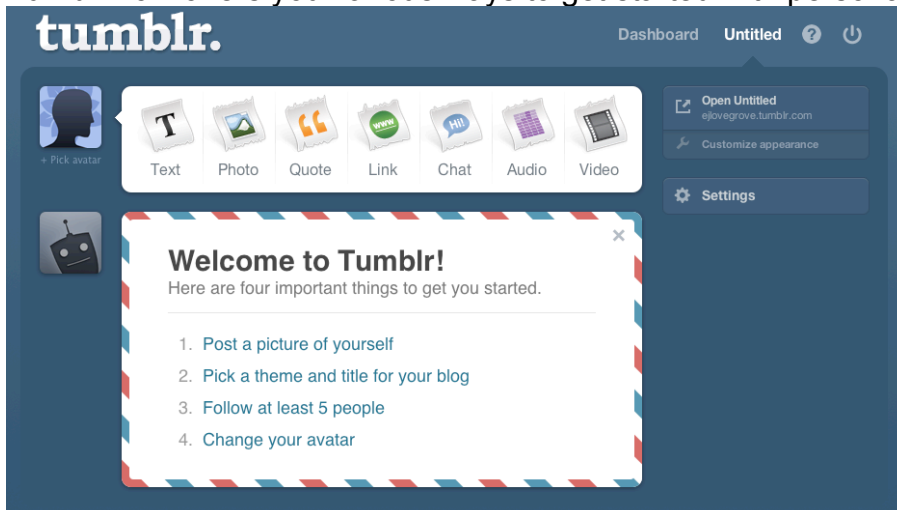 tumblr.
Dashboard Untitled ?
+ Pick avatar
T
www
Hi!
Text Photo Quote Link Chat Audio Video
Open Untitled
ejlovegrove.tumblr.com
Customize appearance
Settings
Welcome to Tumblr!
Here are four important things to get you started.
1. Post a picture of yourself
2. Pick a theme and title for your blog
3. Follow at least 5 people
4. Change your avatar